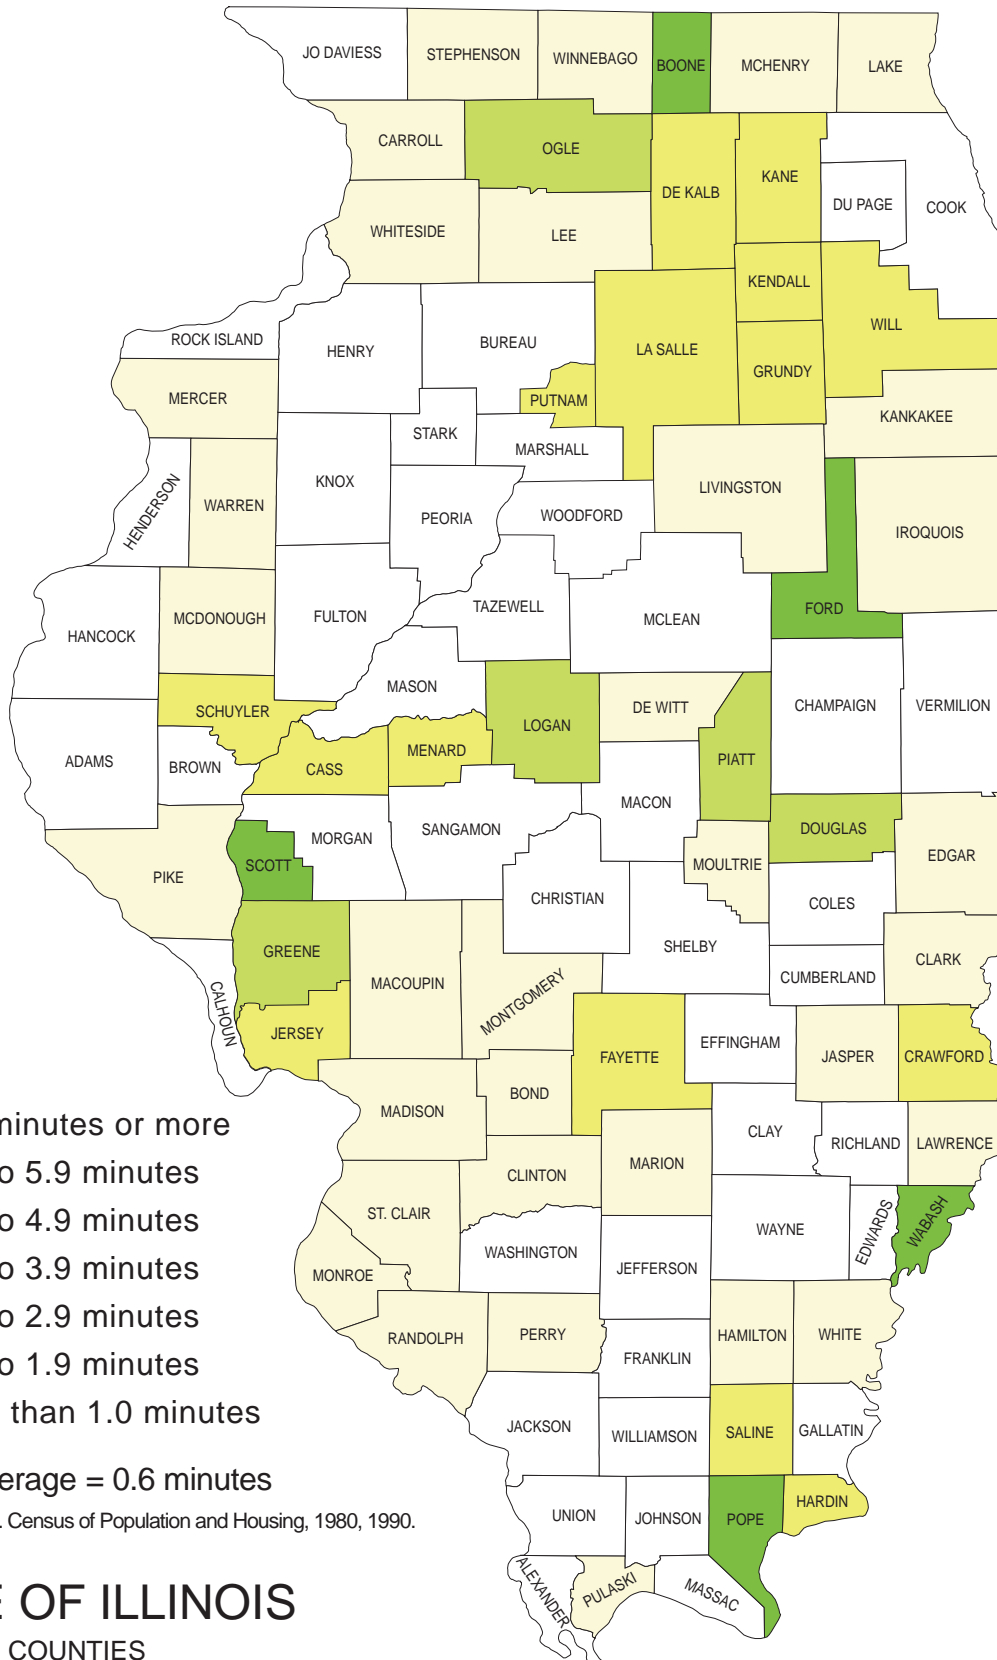 JO DAVIESS
STEPHENSON
WINNEBAGO
BOONE
MCHENRY
LAKE
CARROLL
OGLE
DE KALB
KANE
DU PAGE
COOK
WHITESIDE
LEE
KENDALL
WILL
ROCK ISLAND
HENRY
BUREAU
LA SALLE
GRUNDY
MERCER
PUTNAM
KANKAKEE
STARK
MARSHALL
HENDERSON
WARREN
KNOX
PEORIA
WOODFORD
LIVINGSTON
IROQUOIS
HANCOCK
MCDONOUGH
FULTON
TAZEWELL
MCLEAN
FORD
SCHUYLER
MASON
LOGAN
DE WITT
CHAMPAIGN
VERMILION
ADAMS
BROWN
CASS
MENARD
PIATT
MACON
PIKE
SCOTT
MORGAN
SANGAMON
DOUGLAS
MOULTRIE
EDGAR
CHRISTIAN
COLES
GREENE
MACOUPIN
MONTGOMERY
SHELBY
CUMBERLAND
CLARK
CALHOUN
JERSEY
FAYETTE
EFFINGHAM
JASPER
CRAWFORD
MADISON
BOND
CLAY
RICHLAND
LAWRENCE
CLINTON
MARION
ST. CLAIR
WASHINGTON
WAYNE
EDWARDS
WABASH
MONROE
JEFFERSON
RANDOLPH
PERRY
FRANKLIN
HAMILTON
WHITE
JACKSON
WILLIAMSON
SALINE
GALLATIN
UNION
JOHNSON
POPE
HARDIN
ALEXANDER
PULASKI
MASSAC
minutes or more
o 5.9 minutes
o 4.9 minutes
o 3.9 minutes
o 2.9 minutes
o 1.9 minutes
than 1.0 minutes
erage = 0.6 minutes
. Census of Population and Housing, 1980, 1990.
E OF ILLINOIS
COUNTIES